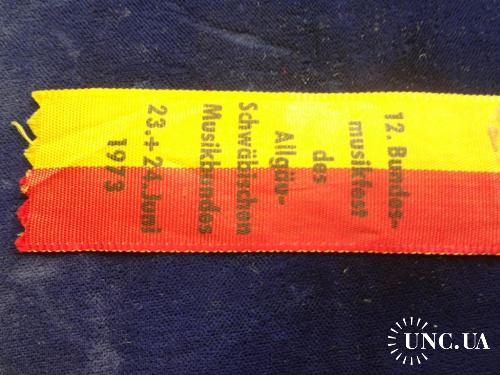 12. Bundes-
musikfest
des
Allgäu-
Schwäbischen
Musikbundes
23.+24.Juni
1973
UNC.UA